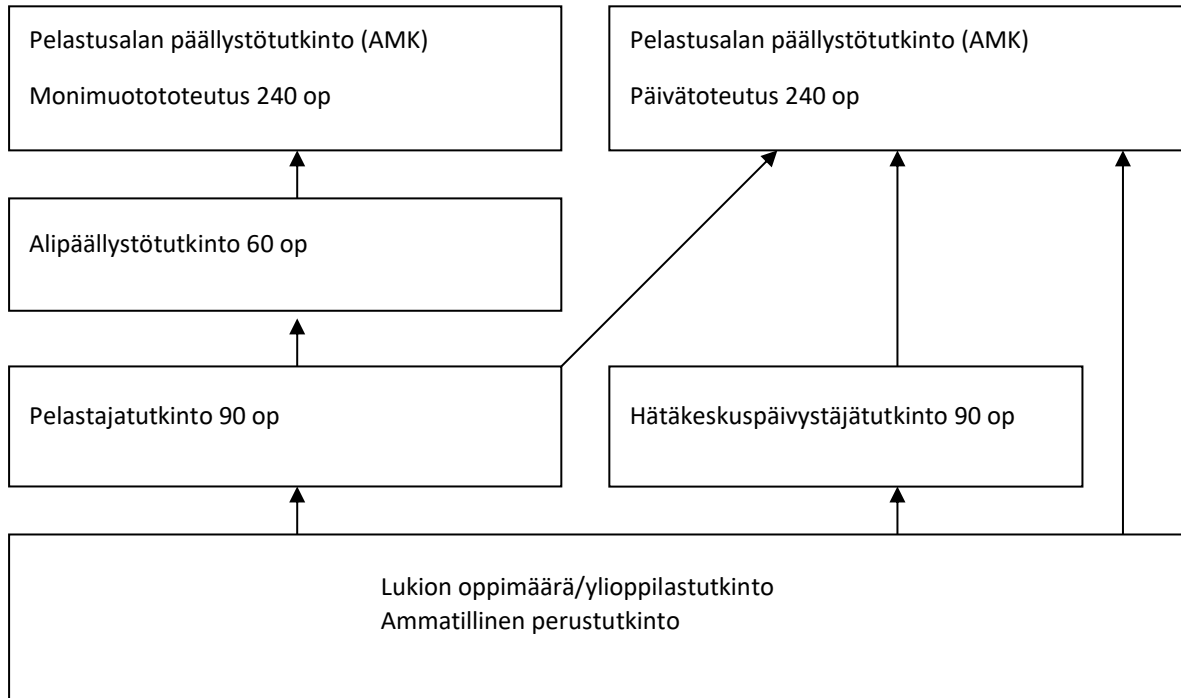 Pelastusalan päällystötutkinto (AMK)
Monimuotototeutus 240 op
Pelastusalan päällystötutkinto (AMK)
Päivätoteutus 240 op
Alipäällystötutkinto 60 op
Pelastajatutkinto 90 op
Hätäkeskuspäivystäjätutkinto 90 op
Lukion oppimäärä/ylioppilastutkinto
Ammatillinen perustutkinto